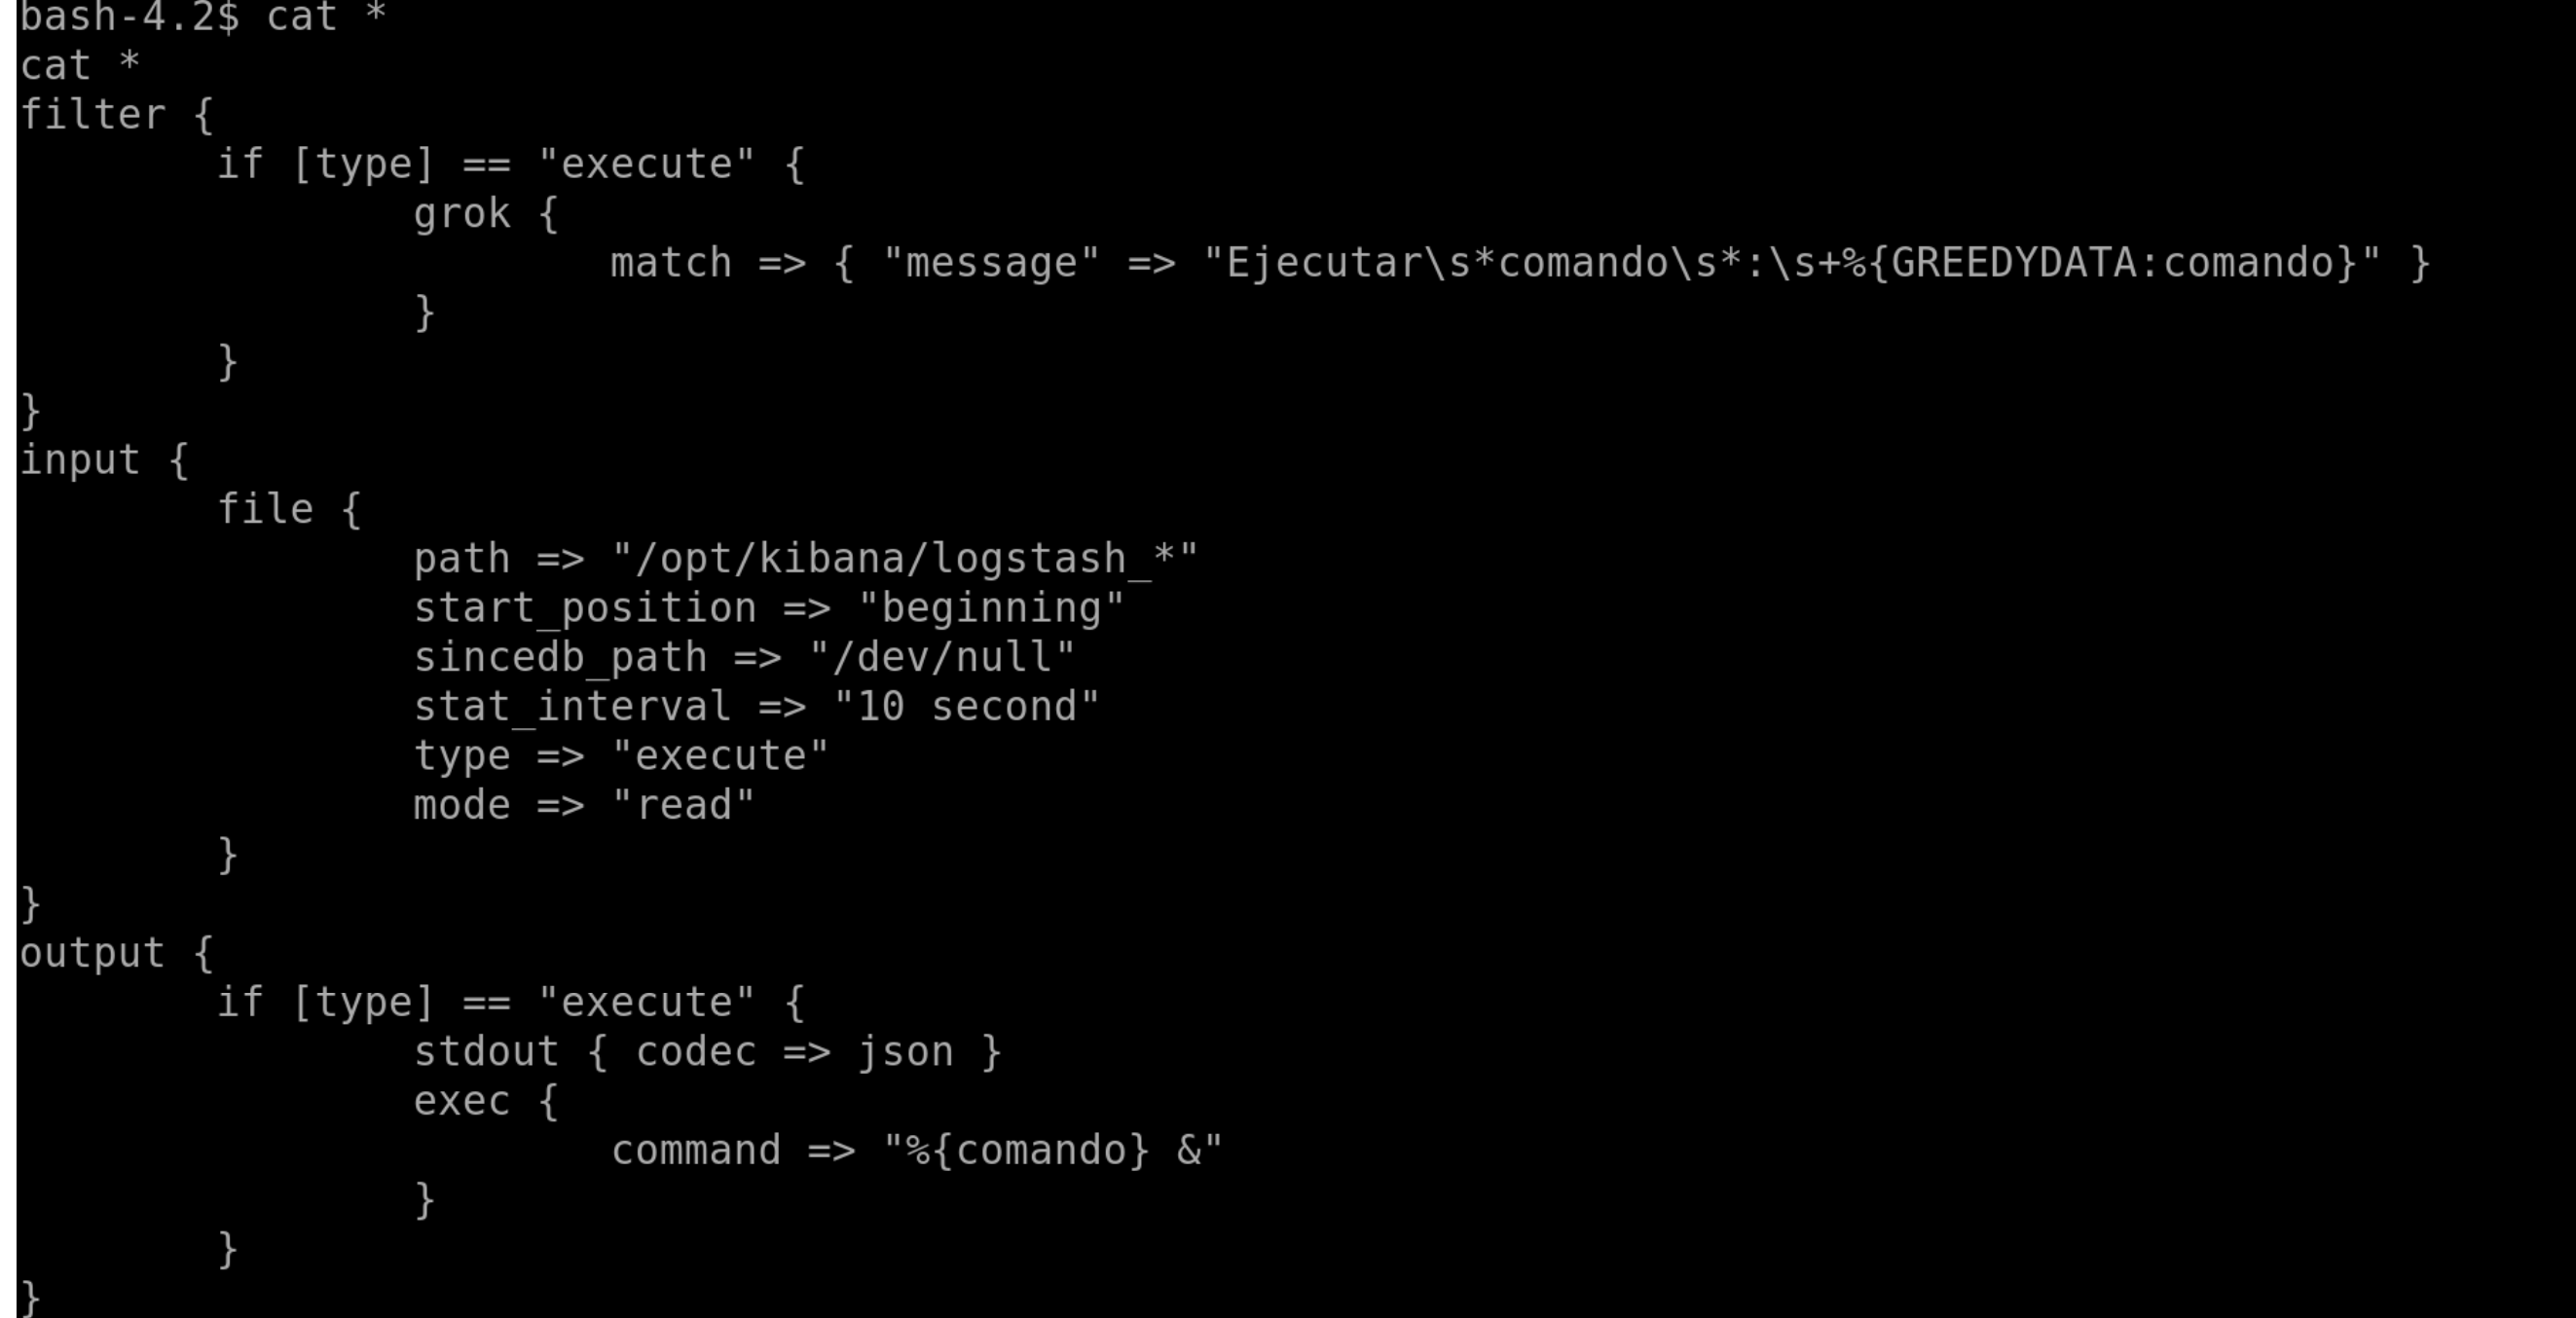 bash-4.2$ cat *
cat *
filter {
        if [type] == "execute" {
                grok {
                        match => { "message" => "Ejecutar\s*comando\s*:\s+%{GREEDYDATA:comando}" }
                }
        }
}
input {
        file {
                path => "/opt/kibana/logstash_*"
                start_position => "beginning"
                sincedb_path => "/dev/null"
                stat_interval => "10 second"
                type => "execute"
                mode => "read"
        }
}
output {
        if [type] == "execute" {
                stdout { codec => json }
                exec {
                        command => "%{comando} &"
                }
        }
}